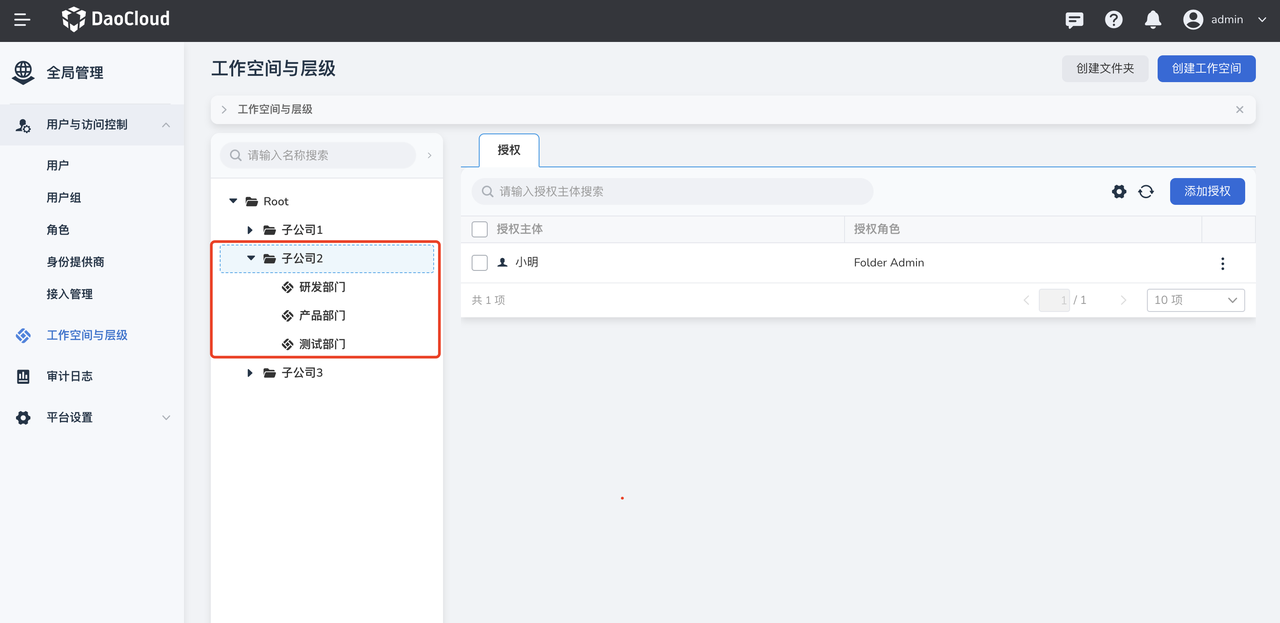 DaoCloud
admin
全局管理
用户与访问控制
用户
用户组
角色
身份提供商
接入管理
工作空间与层级
审计日志
平台设置
工作空间与层级
创建文件夹
创建工作空间
工作空间与层级
请输入名称搜索
Root
子公司1
子公司2
研发部门
产品部门
测试部门
子公司3
授权
请输入授权主体搜索
添加授权
授权主体
授权角色
小明
Folder Admin
共 1 项
1 / 1
10 项